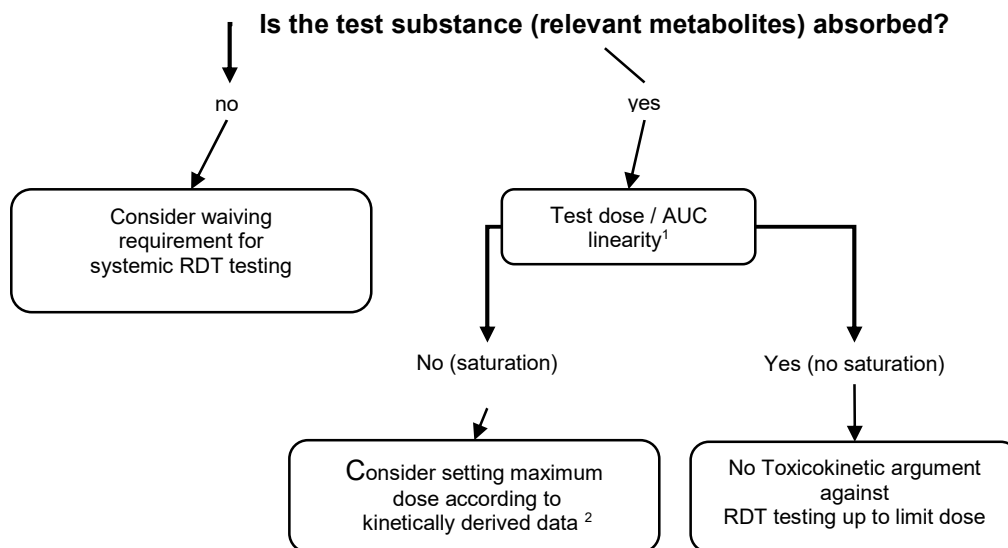 Is the test substance (relevant metabolites) absorbed?
no
yes
Consider waiving
requirement for
systemic RDT testing
Test dose / AUC
linearity1
No (saturation)
Yes (no saturation)
Consider setting maximum
dose according to
kinetically derived data 2
No Toxicokinetic argument
against
RDT testing up to limit dose